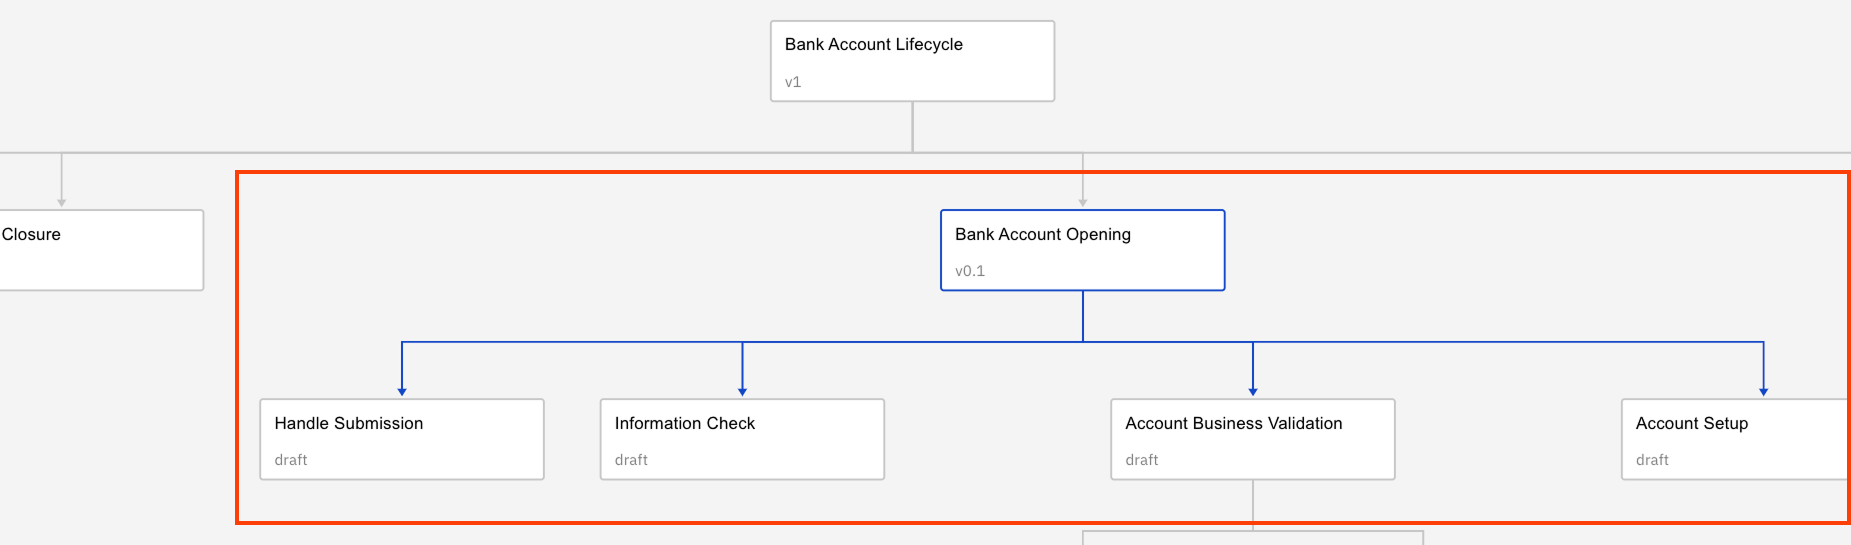 Bank Account Lifecycle
v1
Closure
Bank Account Opening
v0.1
Handle Submission
draft
Information Check
draft
Account Business Validation
draft
Account Setup
draft